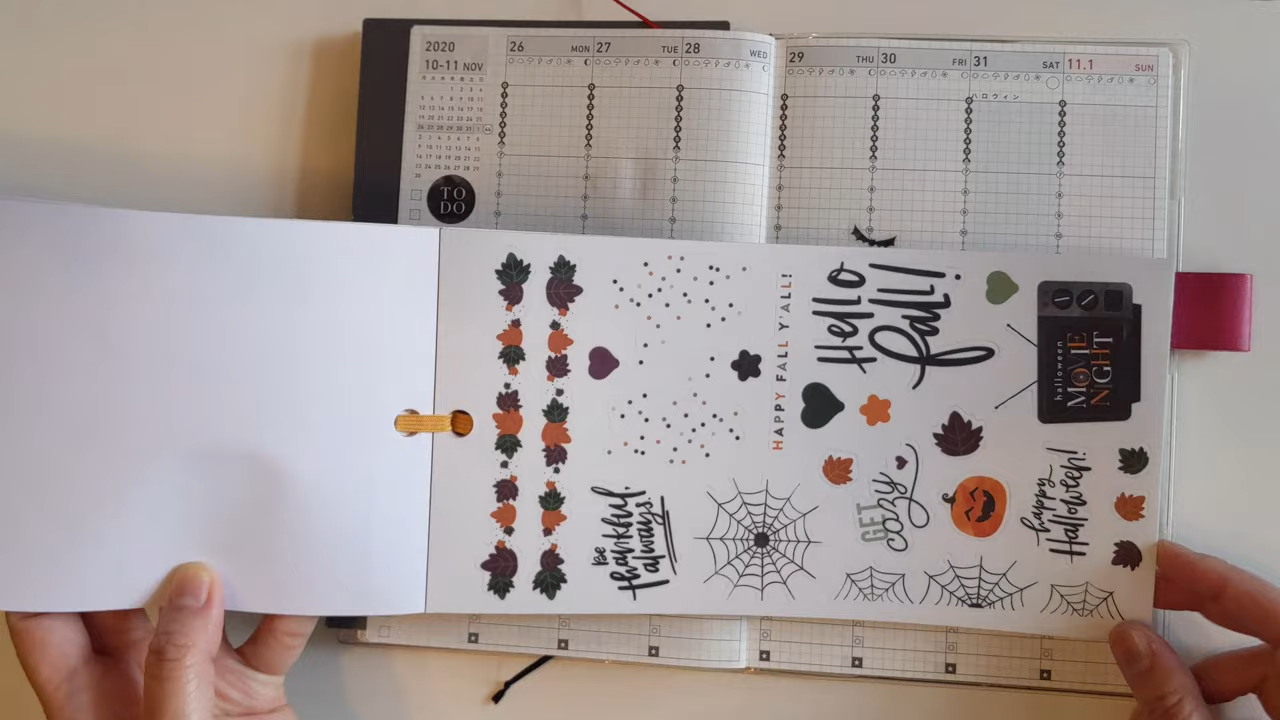 2020
10-11 NOV
26 MON
27 TUE
28 WED
29 THU
30 FRI
31 SAT
11.1 SUN
ハロウィン
TO
DO
HAPPY FALL Y'ALL!
Hello
fall!
halloween
MOVIE
NIGHT
Be
thankful,
always.
GET
cozy
happy
Halloween!